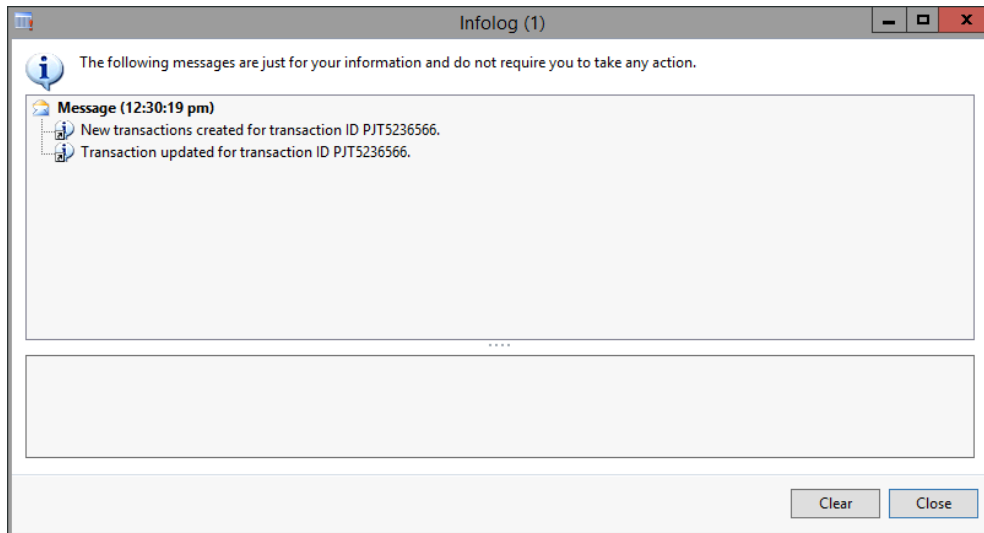 Infolog (1)
The following messages are just for your information and do not require you to take any action.
Message (12:30:19 pm)
New transactions created for transaction ID PJT5236566.
Transaction updated for transaction ID PJT5236566.
Clear
Close